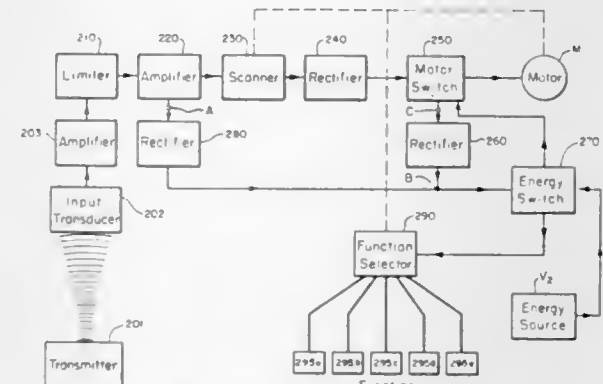 210
220
230
240
250
M
Limiter
Amplifier
Scanner
Rectifier
Motor
Switch
Motor
A
C
203
Amplifier
Rectifier
280
Rectifier
260
270
Input
Transducer
202
B
Energy
Switch
290
Function
Selector
V2
Energy
Source
201
Transmitter
295a
295b
295c
295d
295e